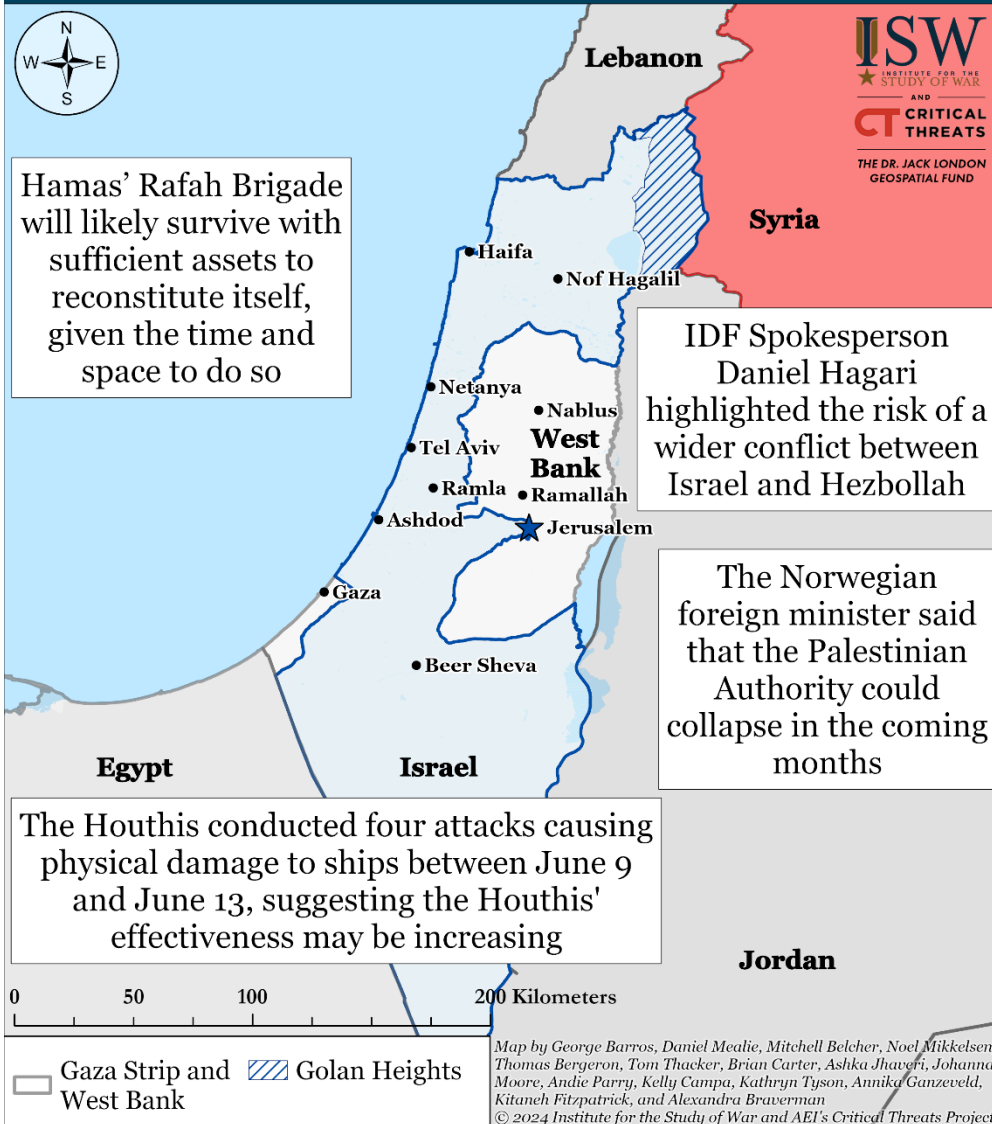 N
W
E
S
Lebanon
ISW
INSTITUTE FOR THE
STUDY OF WAR
AND
CT CRITICAL
THREATS
THE DR. JACK LONDON
GEOSPATIAL FUND
Hamas' Rafah Brigade
will likely survive with
sufficient assets to
reconstitute itself,
given the time and
space to do so
Syria
Haifa
Nof Hagalil
IDF Spokesperson
Daniel Hagari
highlighted the risk of a
wider conflict between
Israel and Hezbollah
Netanya
Nablus
West
Bank
Tel Aviv
Ramla
Ramallah
Ashdod
Jerusalem
The Norwegian
foreign minister said
that the Palestinian
Authority could
collapse in the coming
months
Gaza
Beer Sheva
Egypt
Israel
The Houthis conducted four attacks causing
physical damage to ships between June 9
and June 13, suggesting the Houthis'
effectiveness may be increasing
Jordan
0 50 100 200 Kilometers
Gaza Strip and
West Bank
Golan Heights
Map by George Barros, Daniel Mealie, Mitchell Belcher, Noel Mikkelsen,
Thomas Bergeron, Tom Thacker, Brian Carter, Ashka Jhaveri, Johanna
Moore, Andie Parry, Kelly Campa, Kathryn Tyson, Annika Ganzeveld,
Kitaneh Fitzpatrick, and Alexandra Braverman
© 2024 Institute for the Study of War and AEI's Critical Threats Project